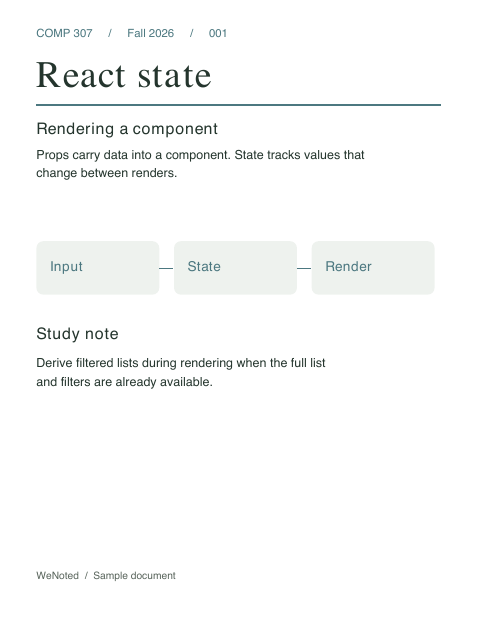 COMP 307 / Fall 2026 / 001
React state
Rendering a component
Props carry data into a component. State tracks values that
change between renders.
Input
State
Render
Study note
Derive filtered lists during rendering when the full list
and filters are already available.
WeNoted / Sample document